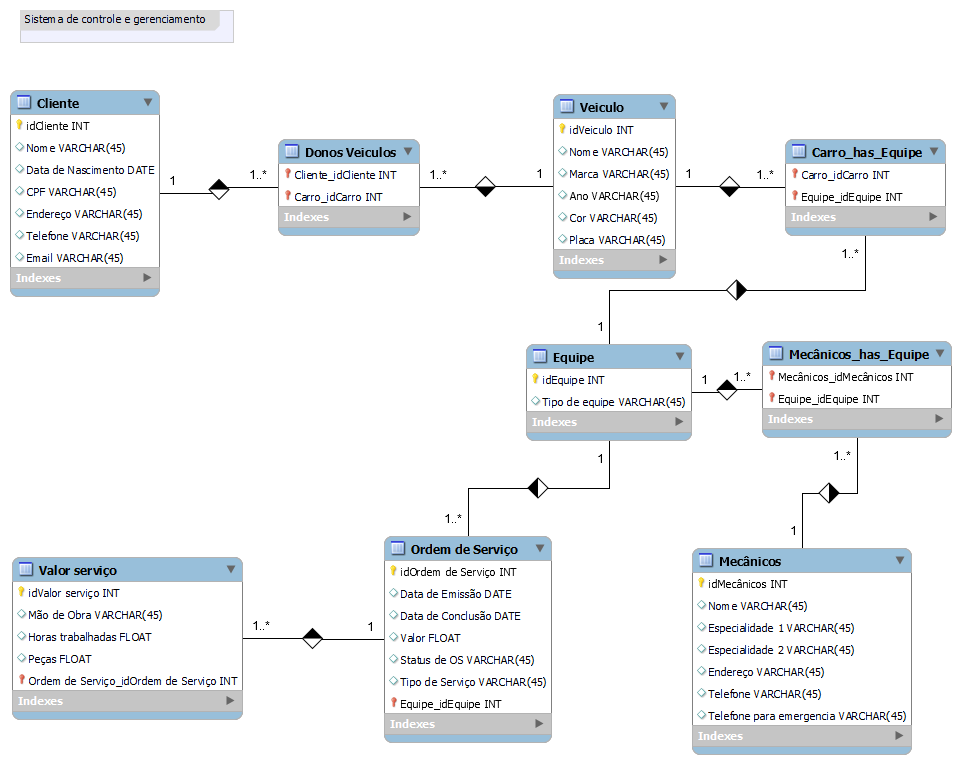 Sistema de controle e gerenciamento
Cliente
idCliente INT
Nome VARCHAR(45)
Data de Nascimento DATE
CPF VARCHAR(45)
Endereço VARCHAR(45)
Telefone VARCHAR(45)
Email VARCHAR(45)
Indexes
1
1..*
Donos Veiculos
Cliente_idCliente INT
Carro_idCarro INT
Indexes
1..*
1
Veiculo
idVeiculo INT
Nome VARCHAR(45)
Marca VARCHAR(45)
Ano VARCHAR(45)
Cor VARCHAR(45)
Placa VARCHAR(45)
Indexes
1
1..*
Carro_has_Equipe
Carro_idCarro INT
Equipe_idEquipe INT
Indexes
1..*
1
Equipe
idEquipe INT
Tipo de equipe VARCHAR(45)
Indexes
1
1..*
Mecânicos_has_Equipe
Mecânicos_idMecânicos INT
Equipe_idEquipe INT
Indexes
1..*
1
1
1..*
Valor serviço
idValor serviço INT
Mão de Obra VARCHAR(45)
Horas trabalhadas FLOAT
Peças FLOAT
Ordem de Serviço_idOrdem de Serviço INT
Indexes
1..*
1
Ordem de Serviço
idOrdem de Serviço INT
Data de Emissão DATE
Data de Conclusão DATE
Valor FLOAT
Status de OS VARCHAR(45)
Tipo de Serviço VARCHAR(45)
Equipe_idEquipe INT
Indexes
Mecânicos
idMecânicos INT
Nome VARCHAR(45)
Especialidade 1 VARCHAR(45)
Especialidade 2 VARCHAR(45)
Endereço VARCHAR(45)
Telefone VARCHAR(45)
Telefone para emergencia VARCHAR(45)
Indexes